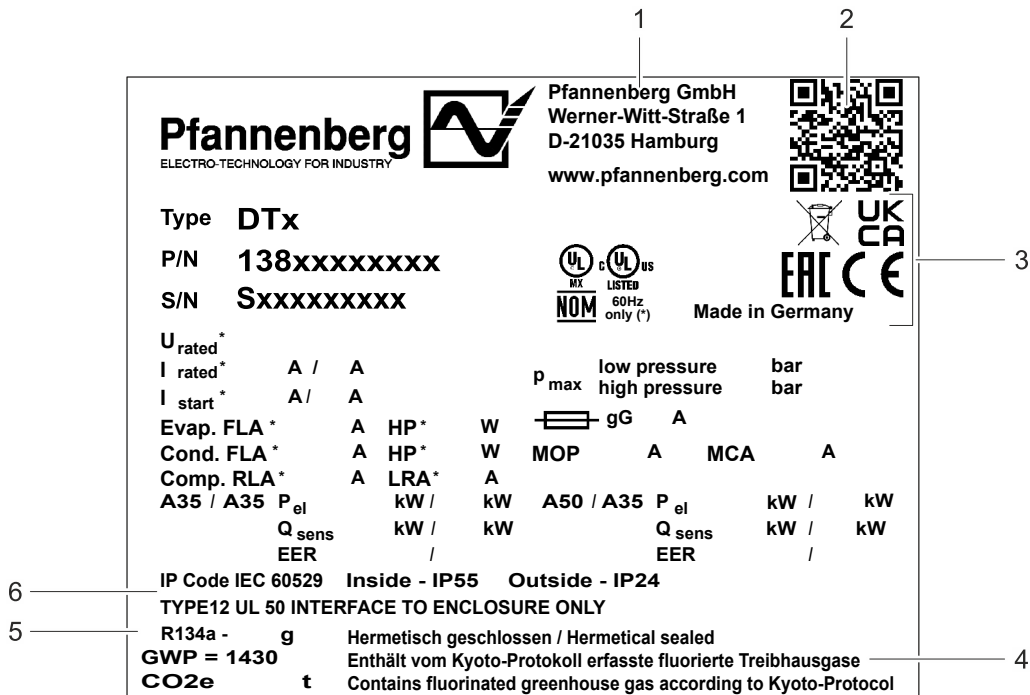 1
2
Pfannenberg
ELECTRO-TECHNOLOGY FOR INDUSTRY
Pfannenberg GmbH
Werner-Witt-Straße 1
D-21035 Hamburg
www.pfannenberg.com
Type DTx
P/N 138xxxxxxxx
S/N Sxxxxxxxxx
UL MX
C UL US LISTED
NOM
60Hz only (*)
UK CA
EAC CE
3
Made in Germany
U rated*
I rated* A / A
I start* A / A
p max low pressure bar
high pressure bar
gG A
Evap. FLA* A HP* W
Cond. FLA* A HP* W MOP A MCA A
Comp. RLA* A LRA* A
A35 / A35 P el kW / kW A50 / A35 P el kW / kW
Q sens kW / kW Q sens kW / kW
EER / EER /
6
IP Code IEC 60529 Inside - IP55 Outside - IP24
TYPE12 UL 50 INTERFACE TO ENCLOSURE ONLY
5
R134a - g Hermetisch geschlossen / Hermetical sealed
GWP = 1430 Enthält vom Kyoto-Protokoll erfasste fluorierte Treibhausgase
4
CO2e t Contains fluorinated greenhouse gas according to Kyoto-Protocol